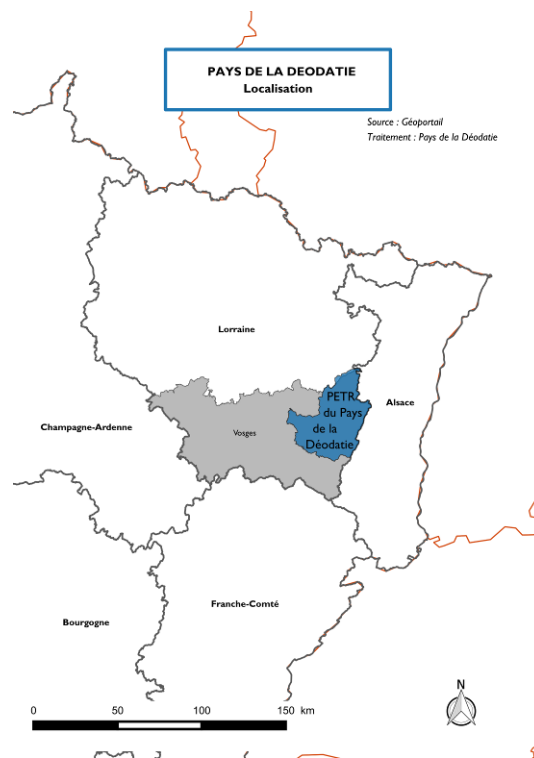 PAYS DE LA DEODATIE
Localisation
Source : Géoportail
Traitement : Pays de la Déodatie
Lorraine
Alsace
PETR
du Pays
de la
Déodatie
Vosges
Champagne-Ardenne
Franche-Comté
Bourgogne
N
0 50 100 150 km